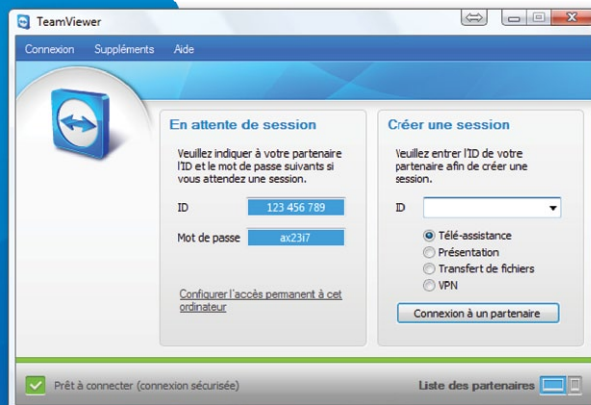 TeamViewer
Connexion Suppléments Aide
En attente de session
Veuillez indiquer à votre partenaire
l'ID et le mot de passe suivants si
vous attendez une session.
ID 123 456 789
Mot de passe ax23i7
Configurer l'accès permanent à cet
ordinateur
Créer une session
Veuillez entrer l'ID de votre
partenaire afin de créer une
session.
ID
Télé-assistance
Présentation
Transfert de fichiers
VPN
Connexion à un partenaire
Prêt à connecter (connexion sécurisée)
Liste des partenaires